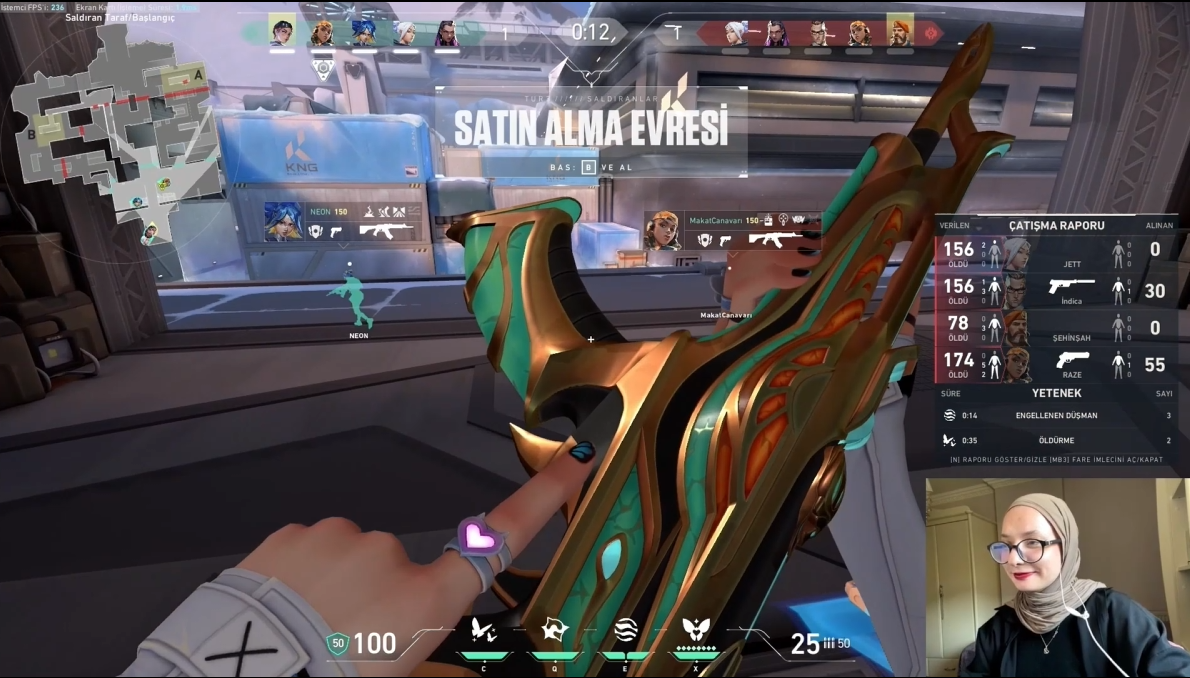 İstemci FPS'i: 236
Saldıran Taraf/Başlangıç
A
B
1
0:12
SATIN ALMA EVRESİ
BAS: B VE AL
KNG
NEON 150
MakatCanavarı 150
NEON
MakatCanavarı
VERİLEN ÇATIŞMA RAPORU ALINAN
156 ÖLDÜ JETT 0
156 ÖLDÜ Indica 30
78 ÖLDÜ ŞEHİNŞAH 0
174 ÖLDÜ RAZE 55
SÜRE YETENEK SAYI
0:14 ENGELLENEN DÜŞMAN 3
0:35 ÖLDÜRME 2
[N] RAPORU GÖSTER/GİZLE [MB3] FARE İMLECİNİ AÇ/KAPAT
50 100
C Q E X
25 50